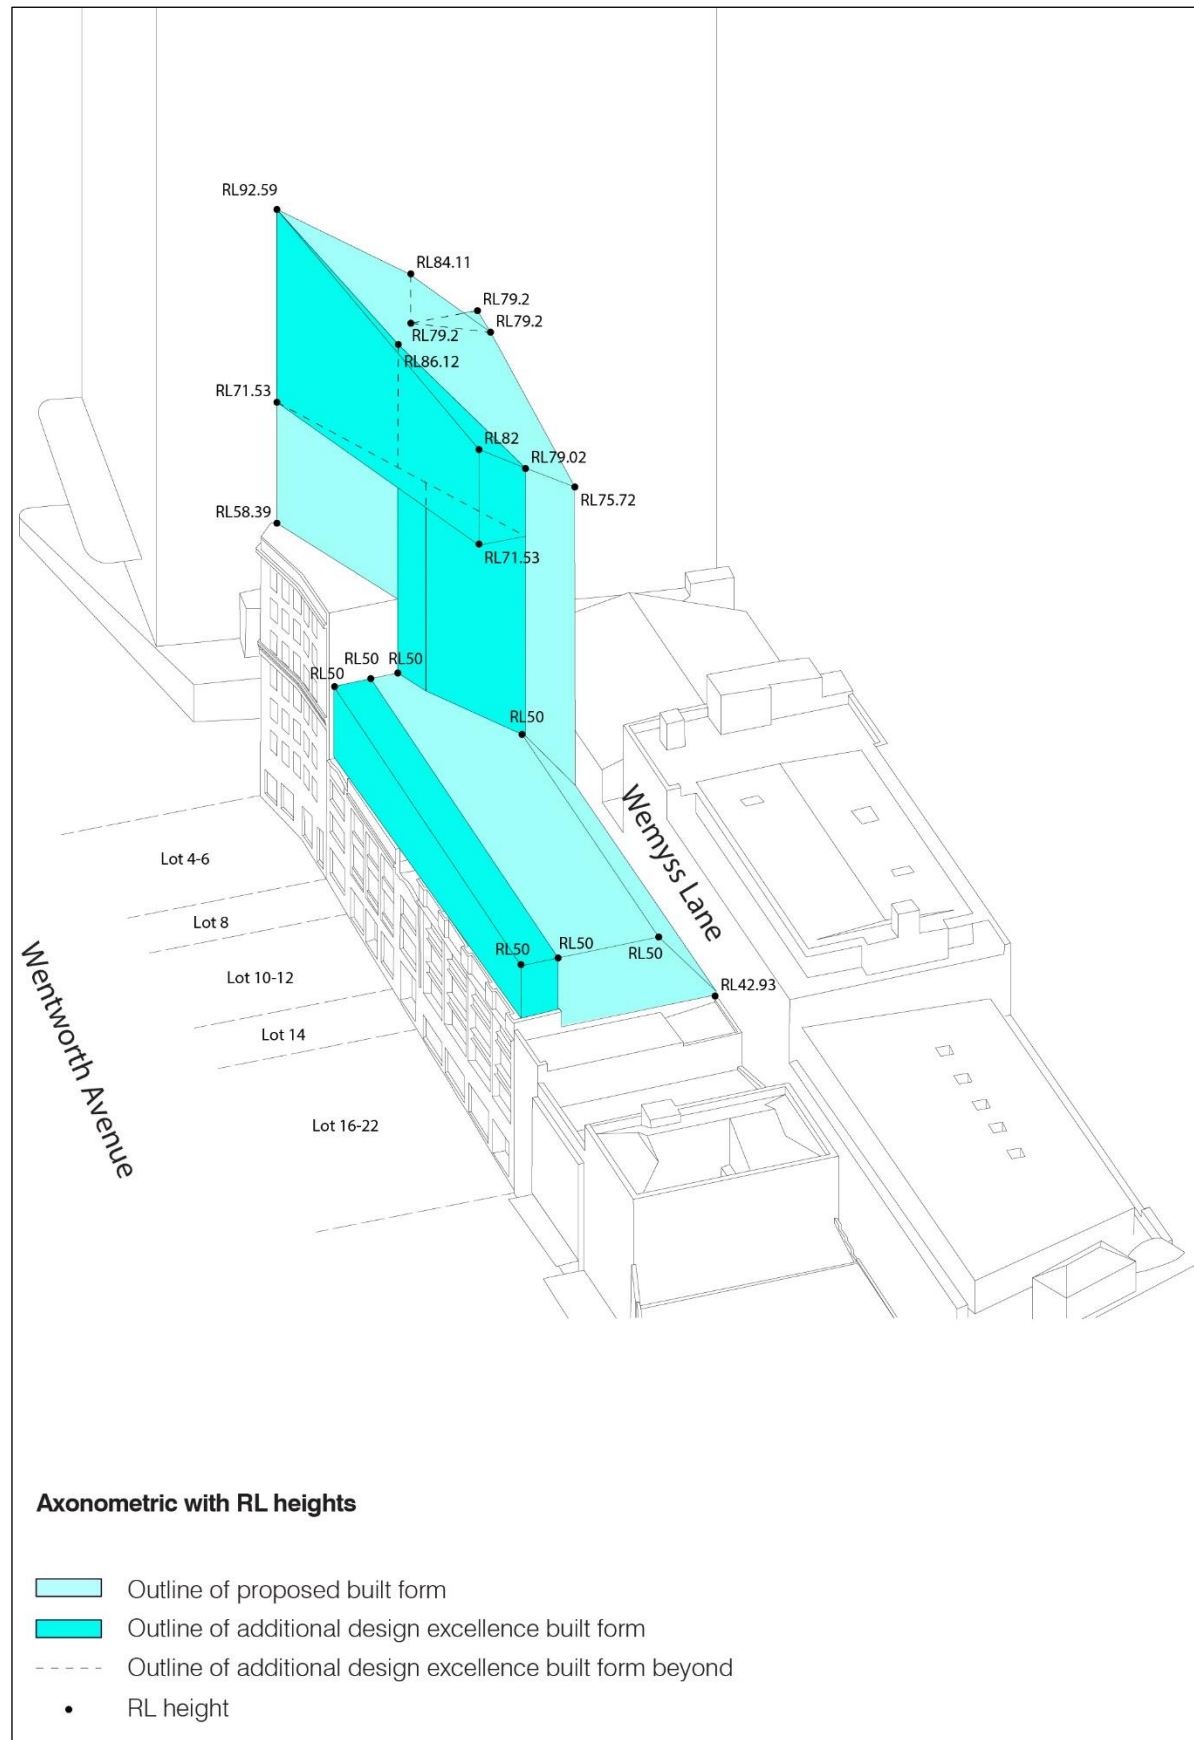 RL92.59
RL84.11
RL79.2
RL79.2
RL79.2
RL86.12
RL71.53
RL82
RL79.02
RL75.72
RL58.39
RL71.53
RL50
RL50
RL50
RL50
Wemyss Lane
Lot 4-6
Lot 8
Wentworth Avenue
RL50
RL50
RL50
Lot 10-12
RL42.93
Lot 14
Lot 16-22
Axonometric with RL heights
Outline of proposed built form
Outline of additional design excellence built form
Outline of additional design excellence built form beyond
RL height